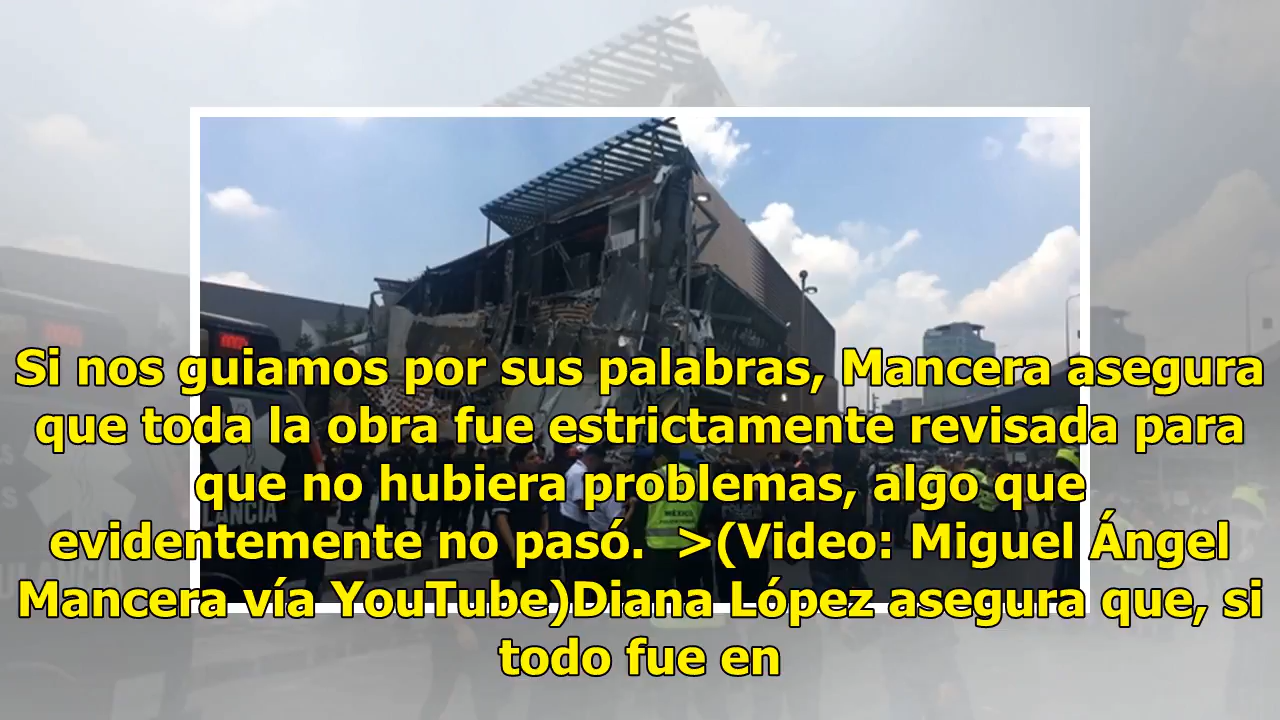 Si nos guiamos por sus palabras, Mancera asegura
que toda la obra fue estrictamente revisada para
que no hubiera problemas, algo que
evidentemente no pasó.  >(Video: Miguel Ángel
Mancera vía YouTube)Diana López asegura que, si
todo fue en
MÉXICO